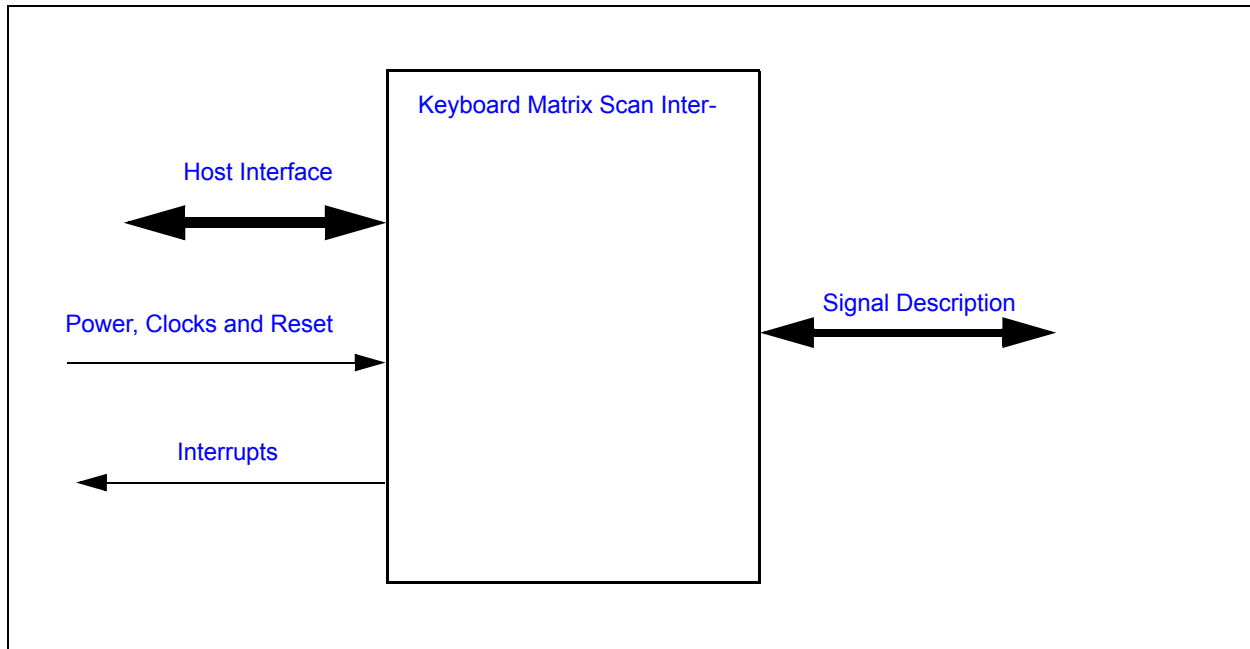 Keyboard Matrix Scan Inter-
Host Interface
Signal Description
Power, Clocks and Reset
Interrupts